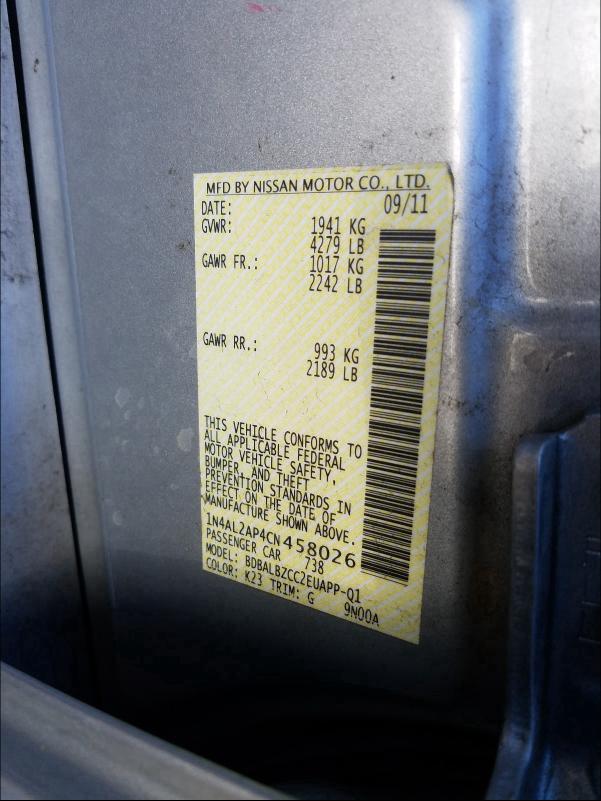 MFD BY NISSAN MOTOR CO., LTD.
DATE: 09/11
GVWR: 1941 KG
4279 LB
GAWR FR.: 1017 KG
2242 LB
GAWR RR.: 993 KG
2189 LB
THIS VEHICLE CONFORMS TO
ALL APPLICABLE FEDERAL
MOTOR VEHICLE SAFETY,
BUMPER, AND THEFT
PREVENTION STANDARDS IN
EFFECT ON THE DATE OF
MANUFACTURE SHOWN ABOVE.
1N4AL2AP4CN458026
PASSENGER CAR 738
MODEL: BDBALBZCC2EUAPP-Q1
COLOR: K23 TRIM: G 9N00A